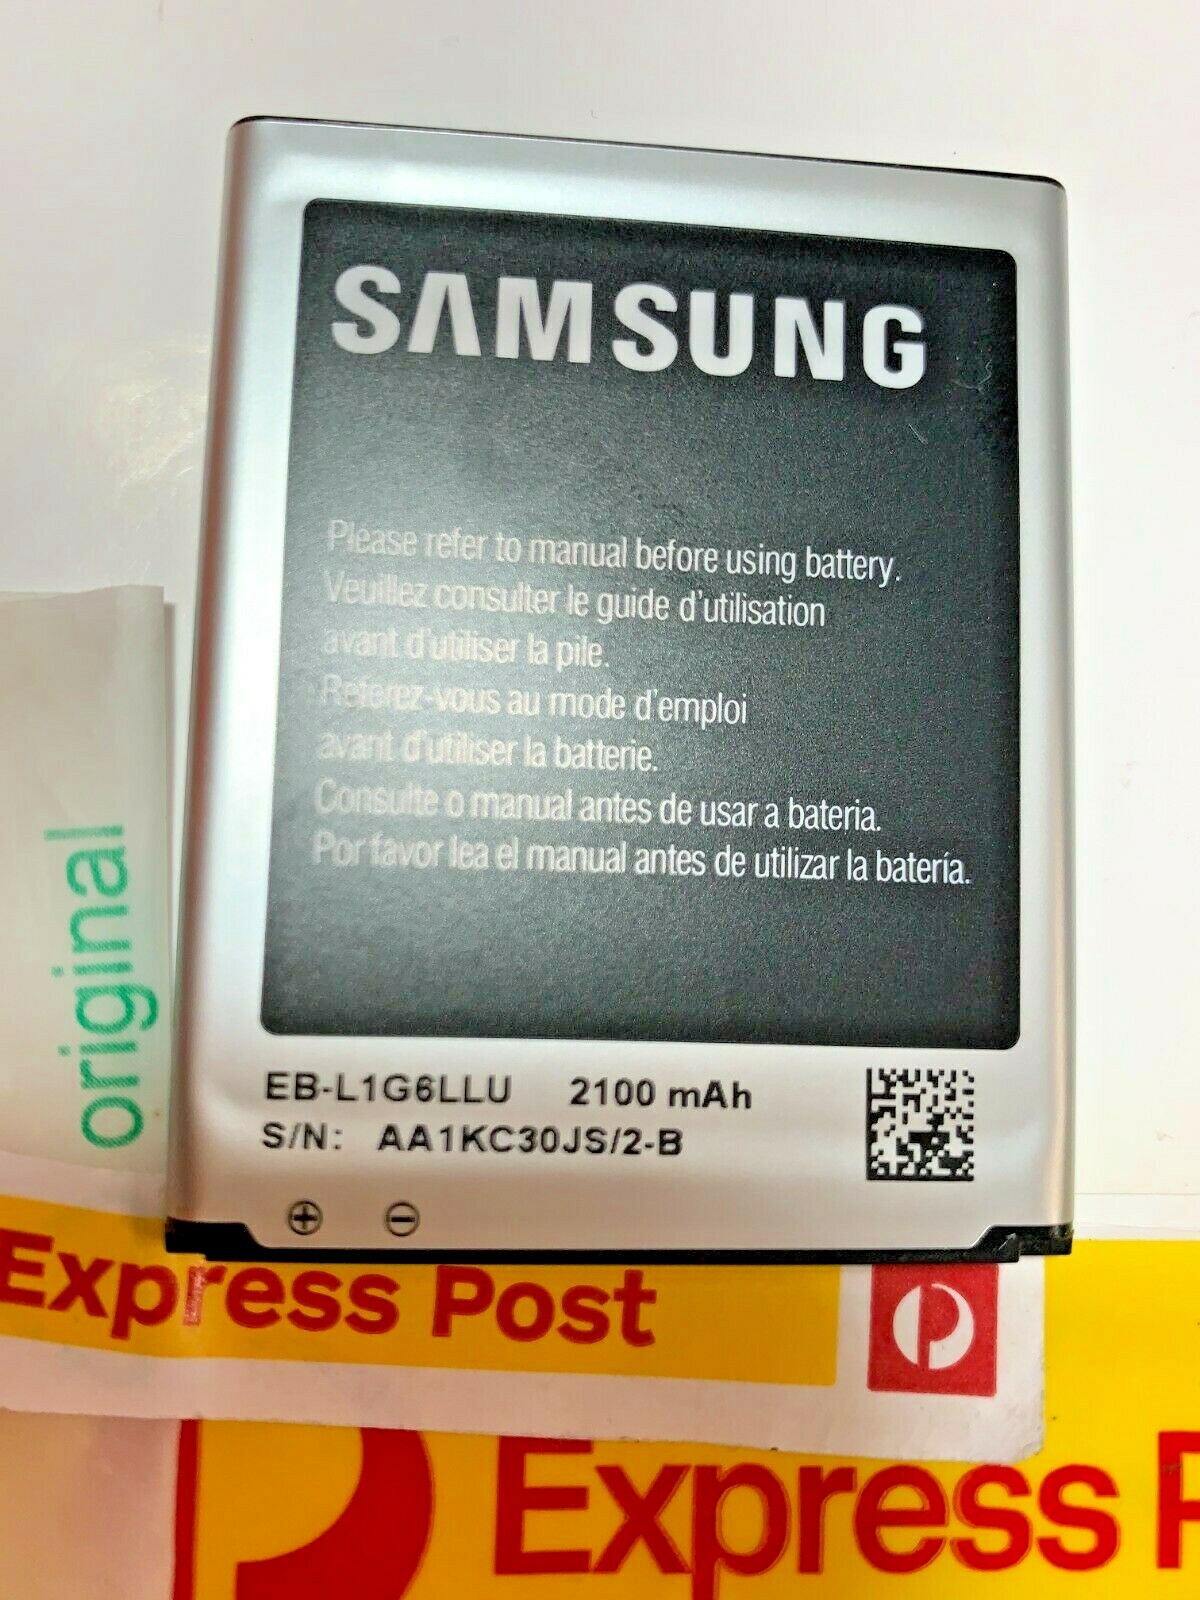 SAMSUNG
Please refer to manual before using battery.
Veuillez consulter le guide d'utilisation
avant d'utiliser la pile.
Referez-vous au mode d'emploi
avant d'utiliser la batterie.
Consulte o manual antes de usar a bateria.
Por favor lea el manual antes de utilizar la batería.
EB-L1G6LLU 2100 mAh
S/N: AA1KC30JS/2-B
original
Express Post
Express P